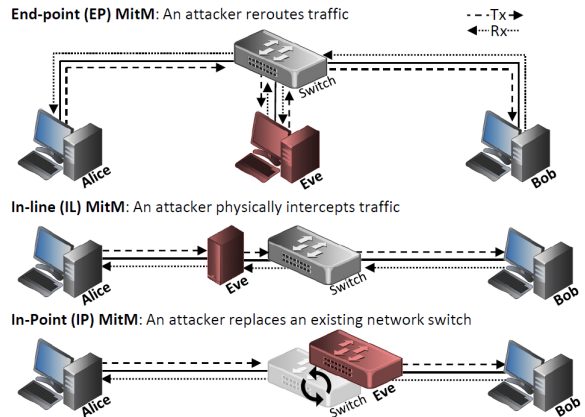 End-point (EP) MitM: An attacker reroutes traffic
Tx
Rx
Switch
Alice
Eve
Bob
In-line (IL) MitM: An attacker physically intercepts traffic
Alice
Eve
Switch
Bob
In-Point (IP) MitM: An attacker replaces an existing network switch
Alice
Switch
Eve
Bob